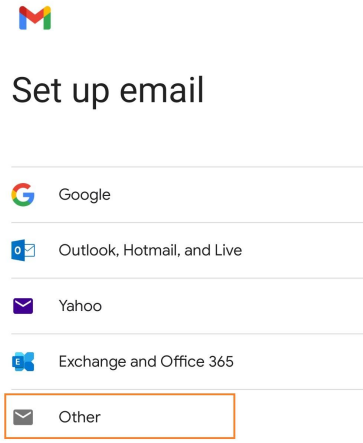 Set up email
Google
Outlook, Hotmail, and Live
Yahoo
Exchange and Office 365
Other